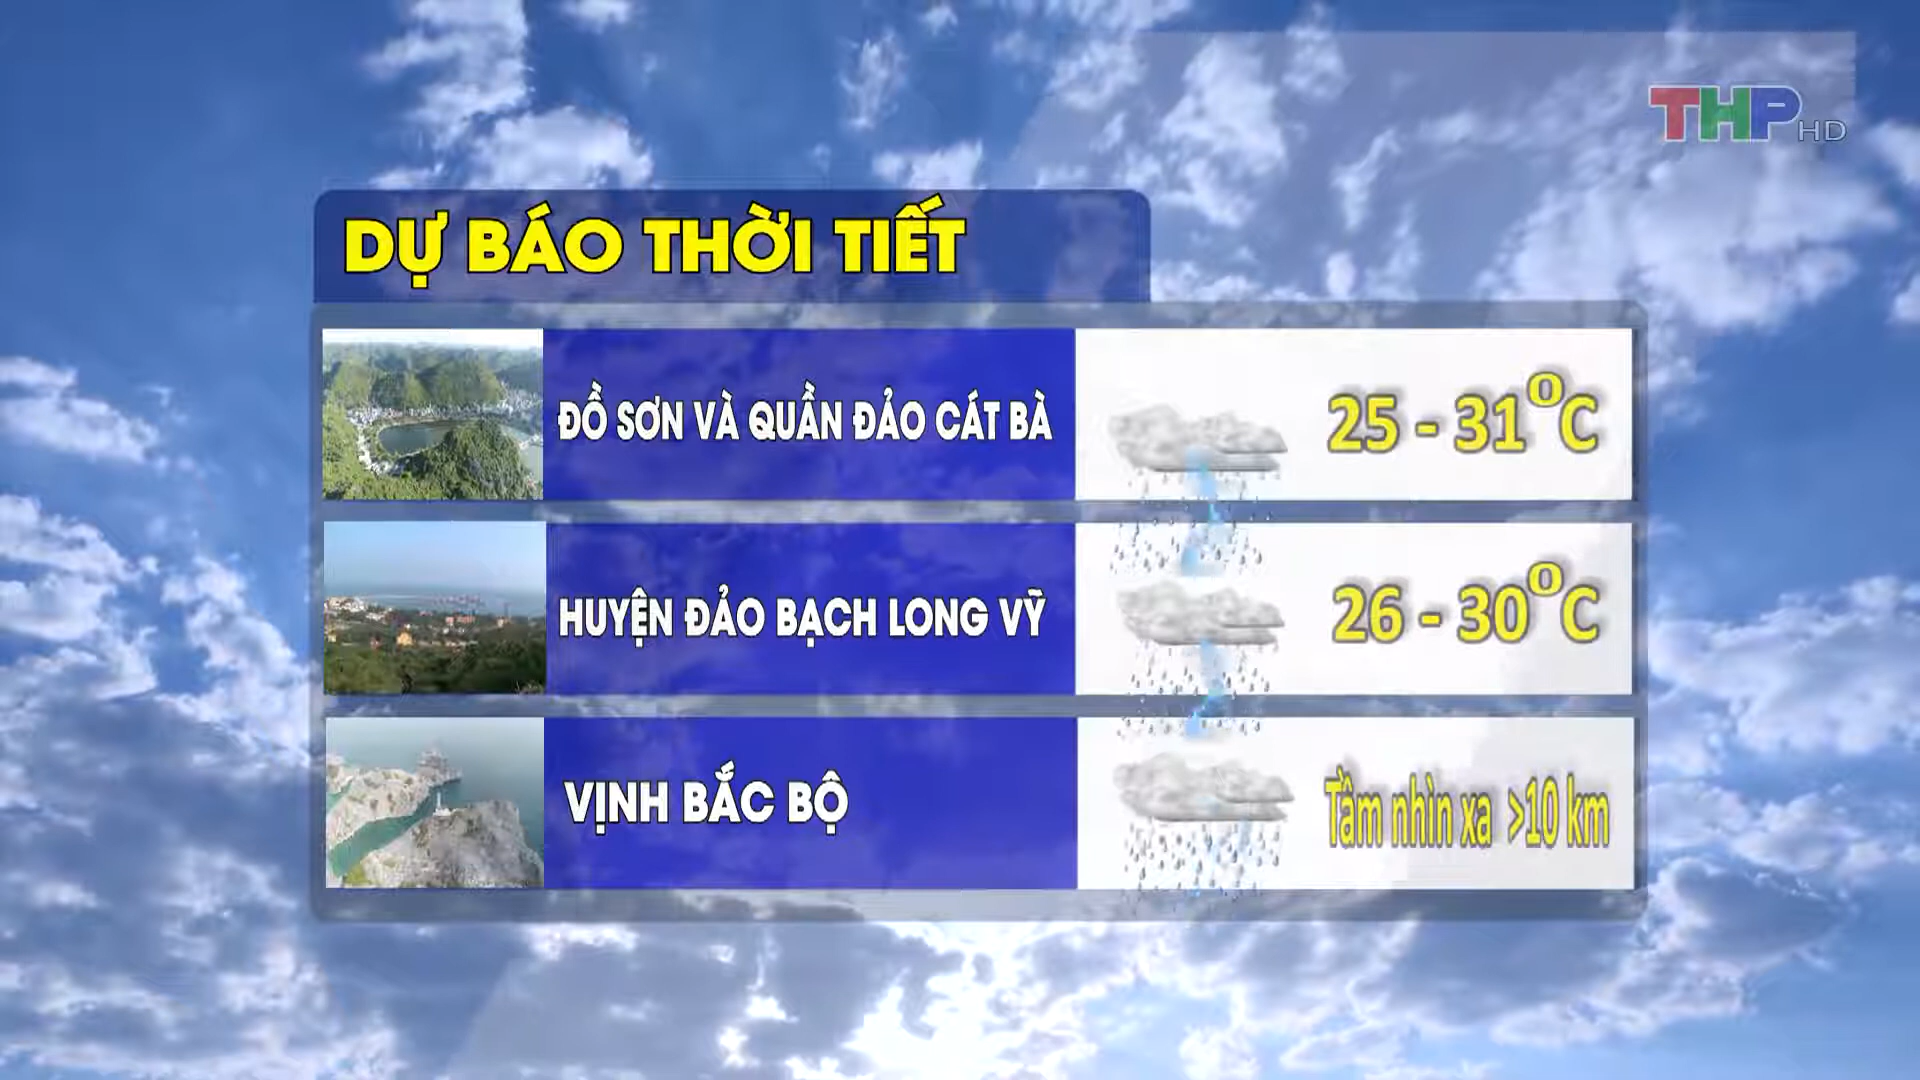 THP HD
DỰ BÁO THỜI TIẾT
ĐỒ SƠN VÀ QUẦN ĐẢO CÁT BÀ
25 - 31°C
HUYỆN ĐẢO BẠCH LONG VỸ
26 - 30°C
VỊNH BẮC BỘ
Tầm nhìn xa >10 km